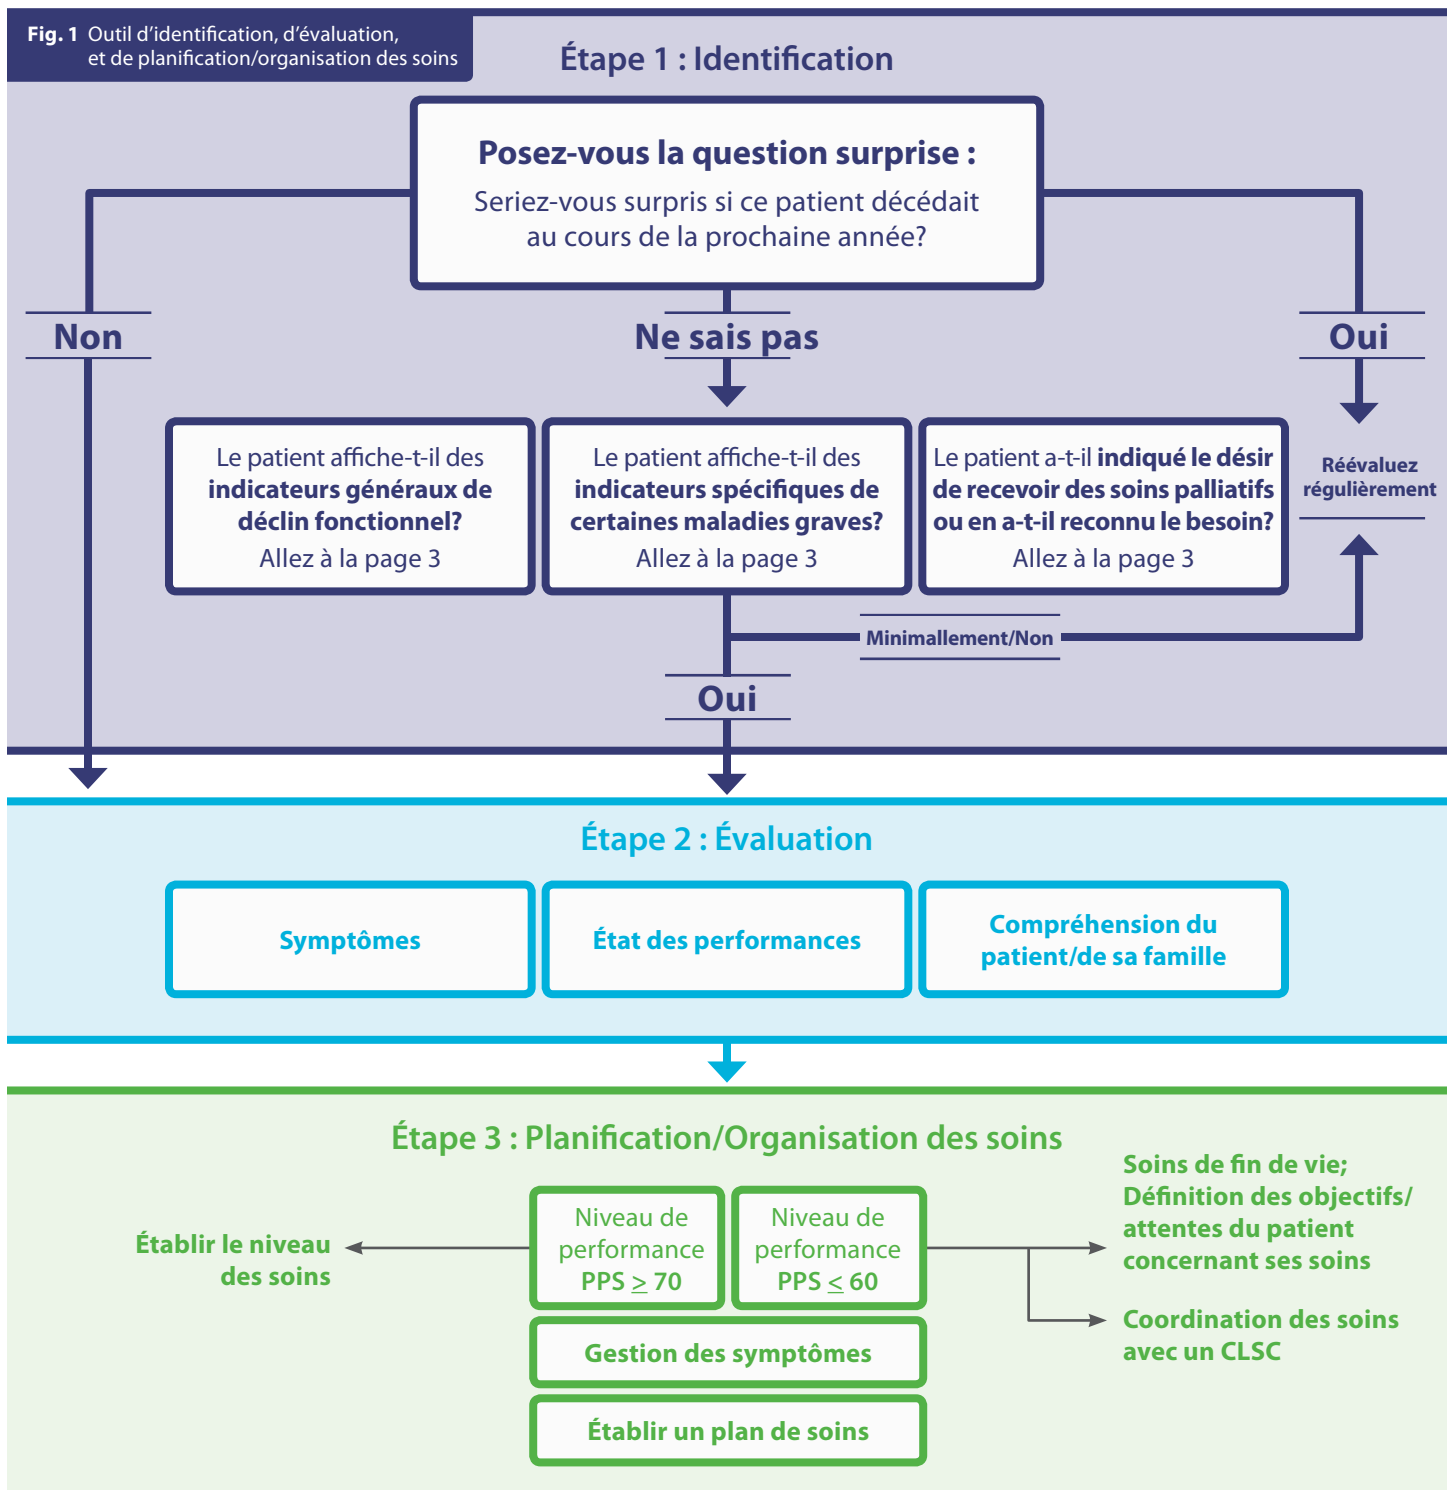 Fig. 1 Outil d'identification, d'évaluation,
et de planification/organisation des soins
Étape 1 : Identification
Posez-vous la question surprise :
Seriez-vous surpris si ce patient décédait
au cours de la prochaine année?
Non
Ne sais pas
Oui
Le patient affiche-t-il des
indicateurs généraux de
déclin fonctionnel?
Allez à la page 3
Le patient affiche-t-il des
indicateurs spécifiques de
certaines maladies graves?
Allez à la page 3
Le patient a-t-il indiqué le désir
de recevoir des soins palliatifs
ou en a-t-il reconnu le besoin?
Allez à la page 3
Réévaluez
régulièrement
Minimallement/Non
Oui
Étape 2 : Évaluation
Symptômes
État des performances
Compréhension du
patient/de sa famille
Étape 3 : Planification/Organisation des soins
Établir le niveau
des soins
Niveau de
performance
PPS ≥ 70
Niveau de
performance
PPS ≤ 60
Soins de fin de vie;
Définition des objectifs/
attentes du patient
concernant ses soins
Coordination des soins
avec un CLSC
Gestion des symptômes
Établir un plan de soins